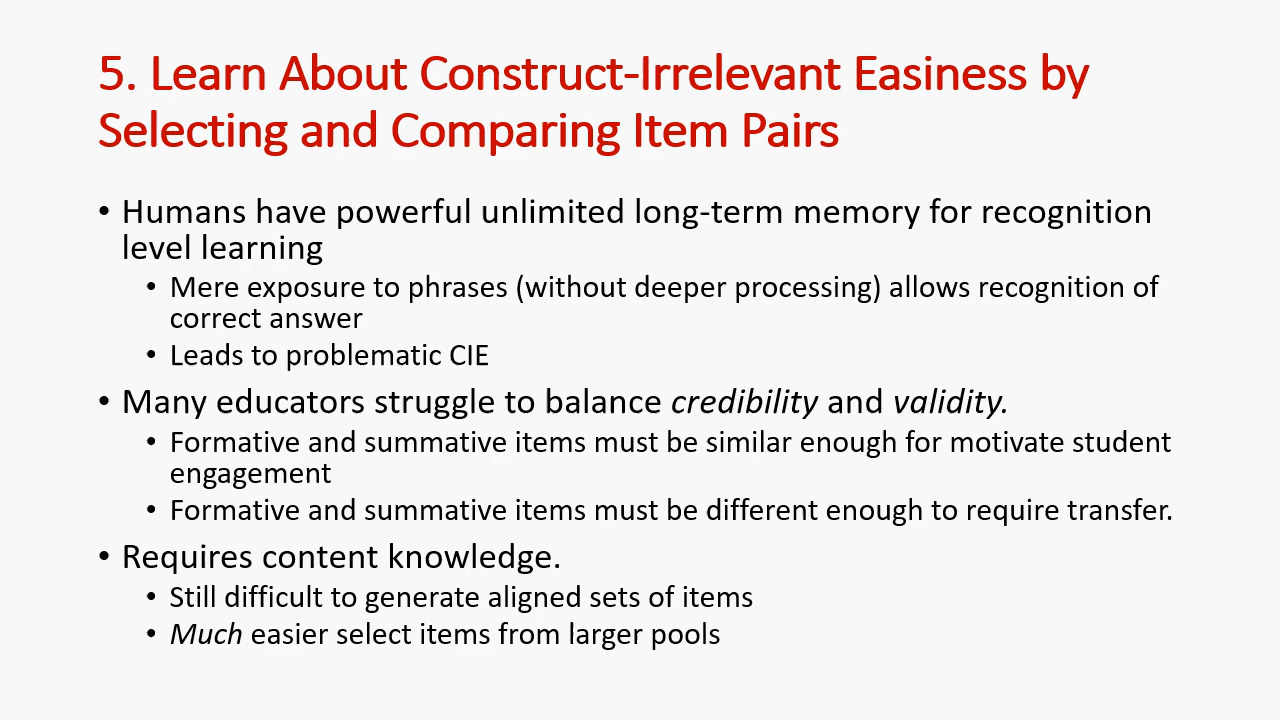 5. Learn About Construct-Irrelevant Easiness by
Selecting and Comparing Item Pairs
• Humans have powerful unlimited long-term memory for recognition
level learning
• Mere exposure to phrases (without deeper processing) allows recognition of
correct answer
• Leads to problematic CIE
• Many educators struggle to balance credibility and validity.
• Formative and summative items must be similar enough for motivate student
engagement
• Formative and summative items must be different enough to require transfer.
• Requires content knowledge.
• Still difficult to generate aligned sets of items
• Much easier select items from larger pools